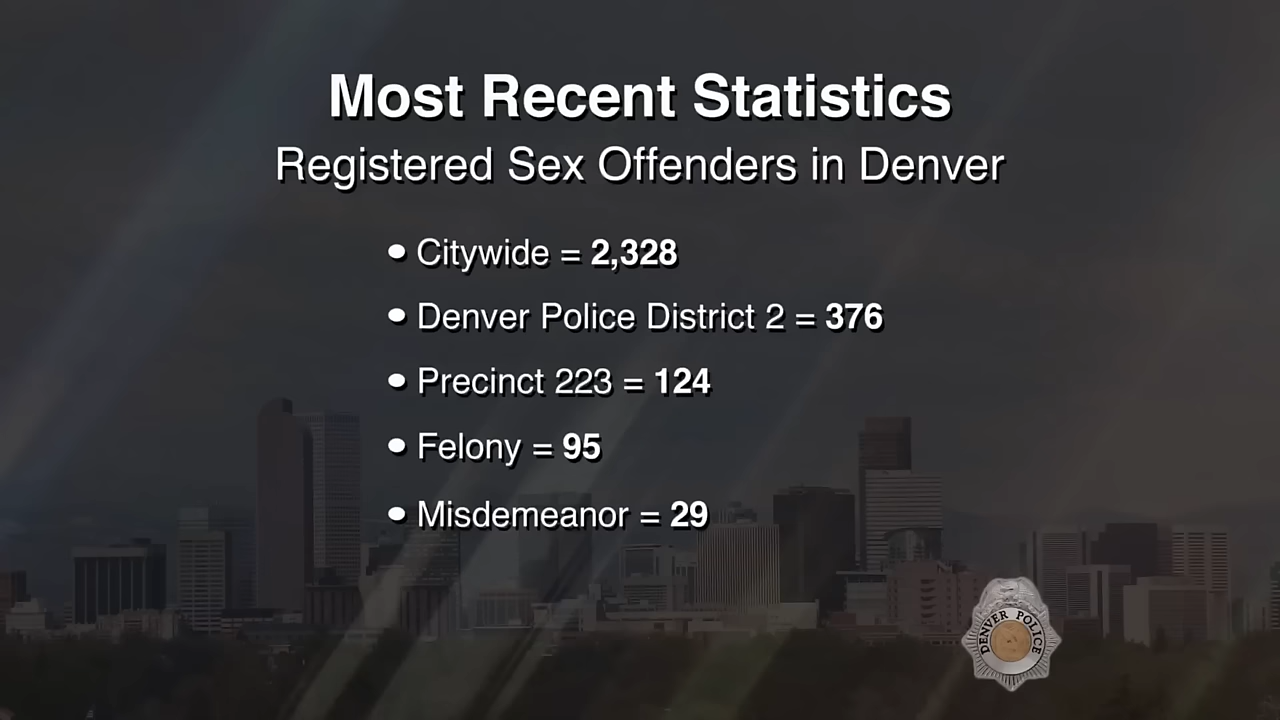 Most Recent Statistics
Registered Sex Offenders in Denver
• Citywide = 2,328
• Denver Police District 2 = 376
• Precinct 223 = 124
• Felony = 95
• Misdemeanor = 29
DENVER POLICE